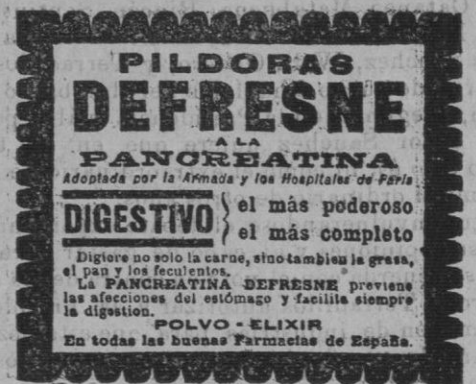 PILDORAS
DEFRESNE
A LA
PANCREATINA
Adoptada por la Armada y los Hospitales de París
DIGESTIVO { el más poderoso
el más completo
Digiere no solo la carne, sino tambien la grasa,
el pan y los feculentos.
La PANCREATINA DEFRESNE previene
las afecciones del estómago y facilita siempre
la digestion.
POLVO - ELIXIR
En todas las buenas Farmacias de España.